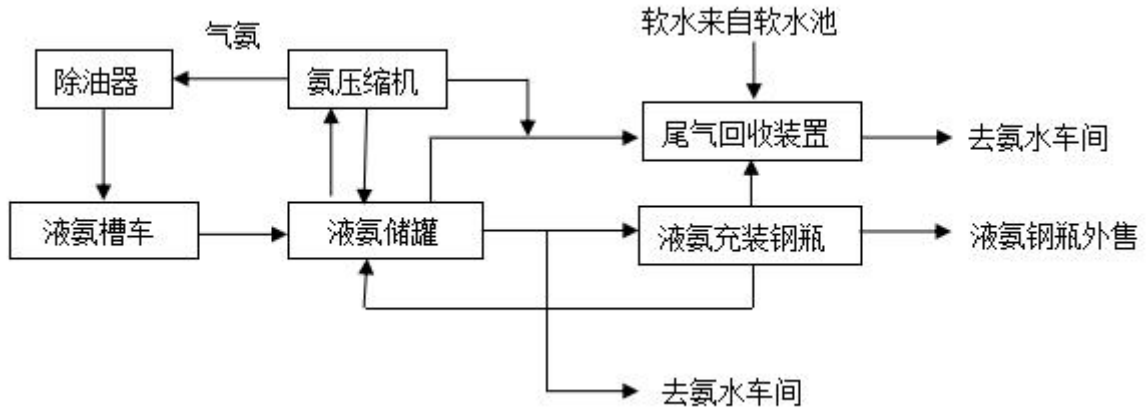 软水来自软水池
气氨
除油器
氨压缩机
尾气回收装置
去氨水车间
液氨槽车
液氨储罐
液氨充装钢瓶
液氨钢瓶外售
去氨水车间